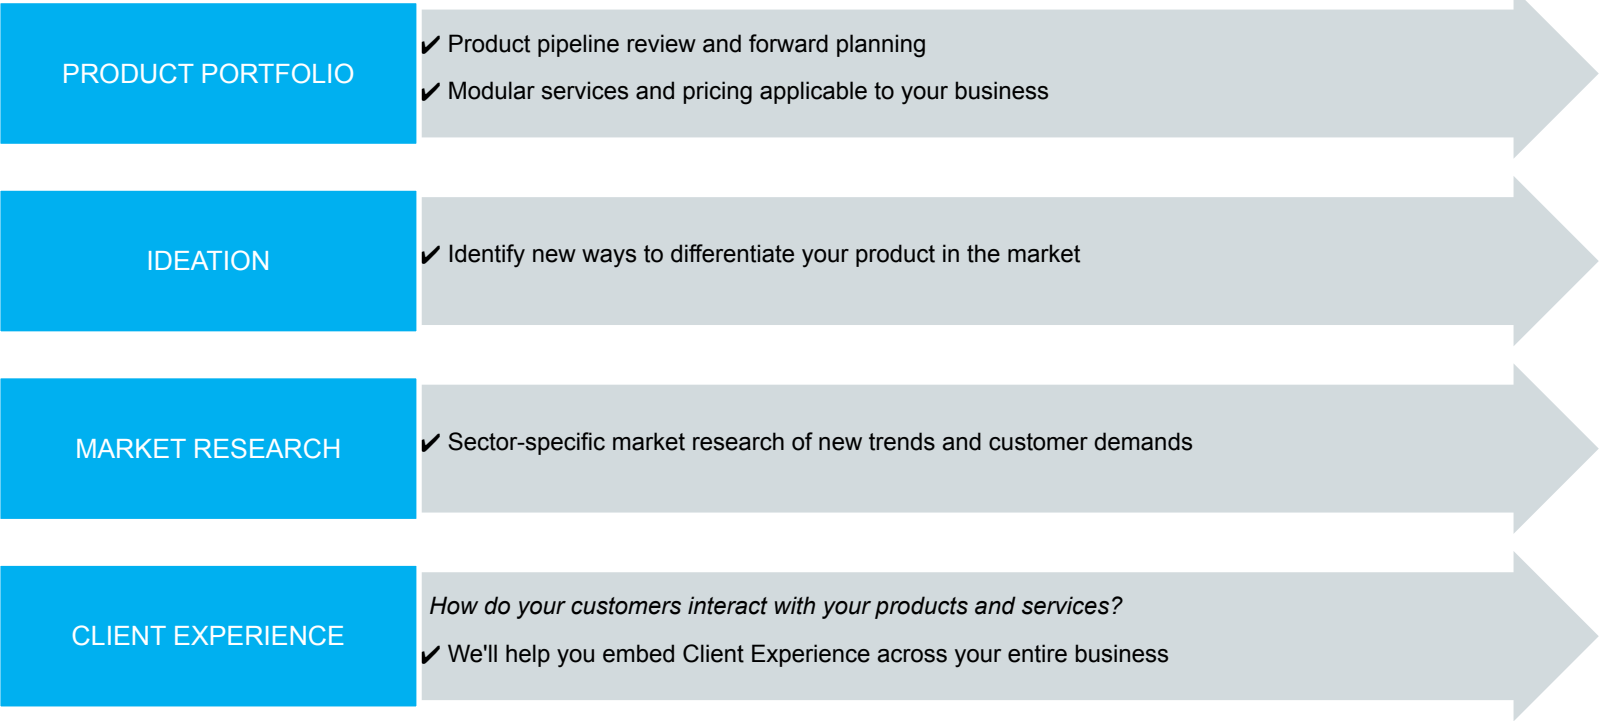 PRODUCT PORTFOLIO
✔ Product pipeline review and forward planning
✔ Modular services and pricing applicable to your business
IDEATION
✔ Identify new ways to differentiate your product in the market
MARKET RESEARCH
✔ Sector-specific market research of new trends and customer demands
CLIENT EXPERIENCE
How do your customers interact with your products and services?
✔ We'll help you embed Client Experience across your entire business